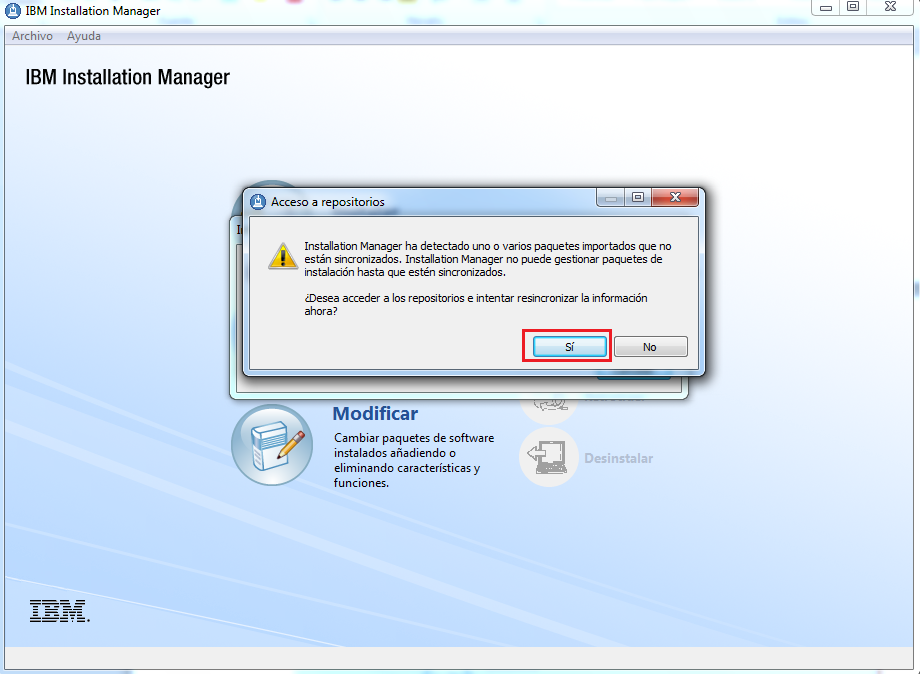 IBM Installation Manager
Archivo Ayuda
IBM Installation Manager
Acceso a repositorios
Installation Manager ha detectado uno o varios paquetes importados que no
están sincronizados. Installation Manager no puede gestionar paquetes de
instalación hasta que estén sincronizados.
¿Desea acceder a los repositorios e intentar resincronizar la información
ahora?
Sí No
Modificar
Cambiar paquetes de software
instalados añadiendo o
eliminando características y
funciones.
Desinstalar
IBM.